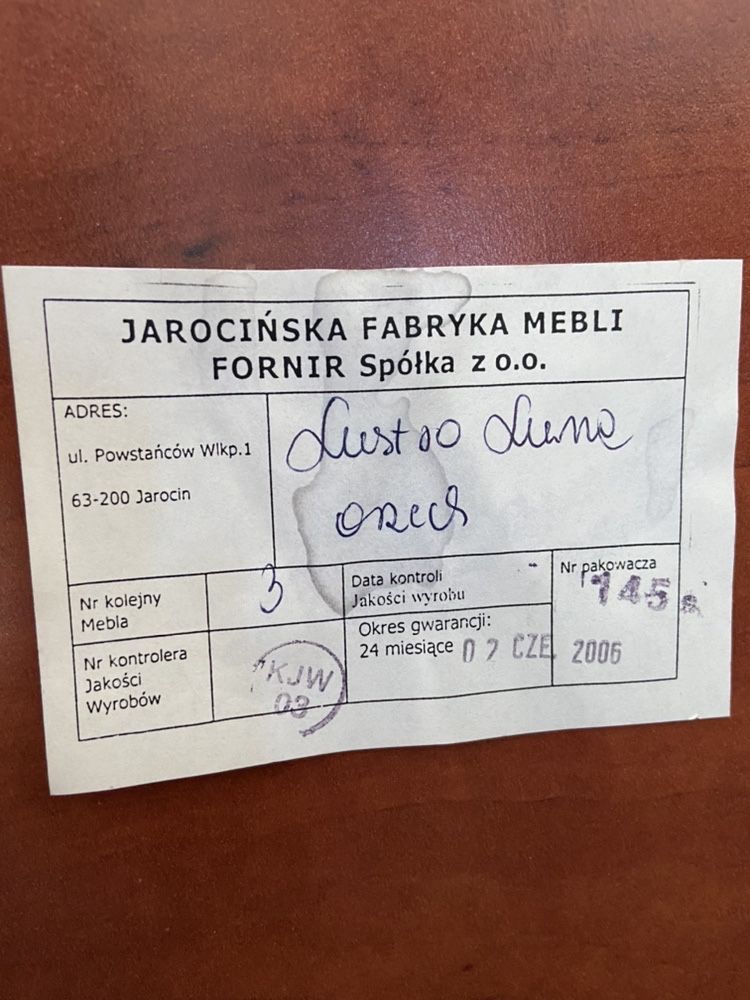 JAROCIŃSKA FABRYKA MEBLI
FORNIR Spółka z o.o.
ADRES:
ul. Powstańców Wlkp.1
63-200 Jarocin
Lustro Luna
orzech
Nr kolejny
Mebla
3
Data kontroli
Jakości wyrobu
Nr pakowacza
145
Nr kontrolera
Jakości
Wyrobów
KJW
03
Okres gwarancji:
24 miesiące
02 CZE. 2006